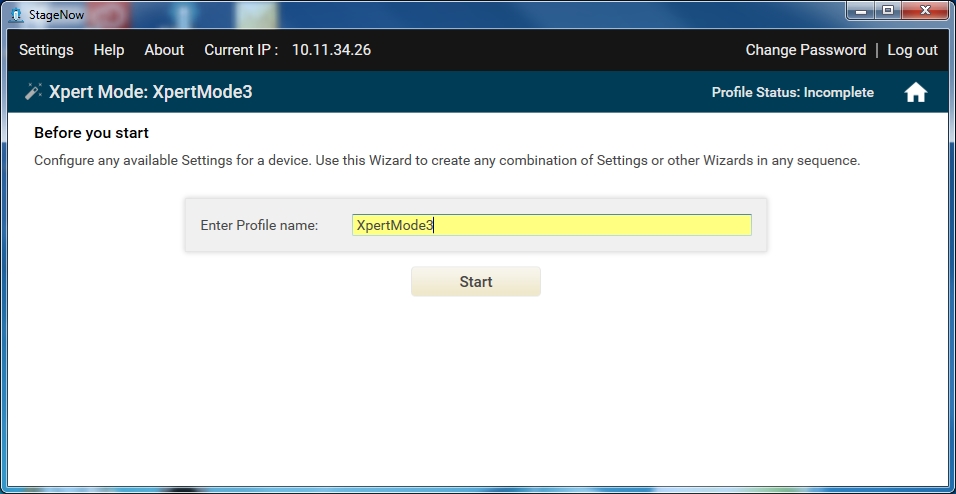 StageNow
Settings Help About Current IP : 10.11.34.26 Change Password | Log out
Xpert Mode: XpertMode3 Profile Status: Incomplete
Before you start
Configure any available Settings for a device. Use this Wizard to create any combination of Settings or other Wizards in any sequence.
Enter Profile name: XpertMode3
Start